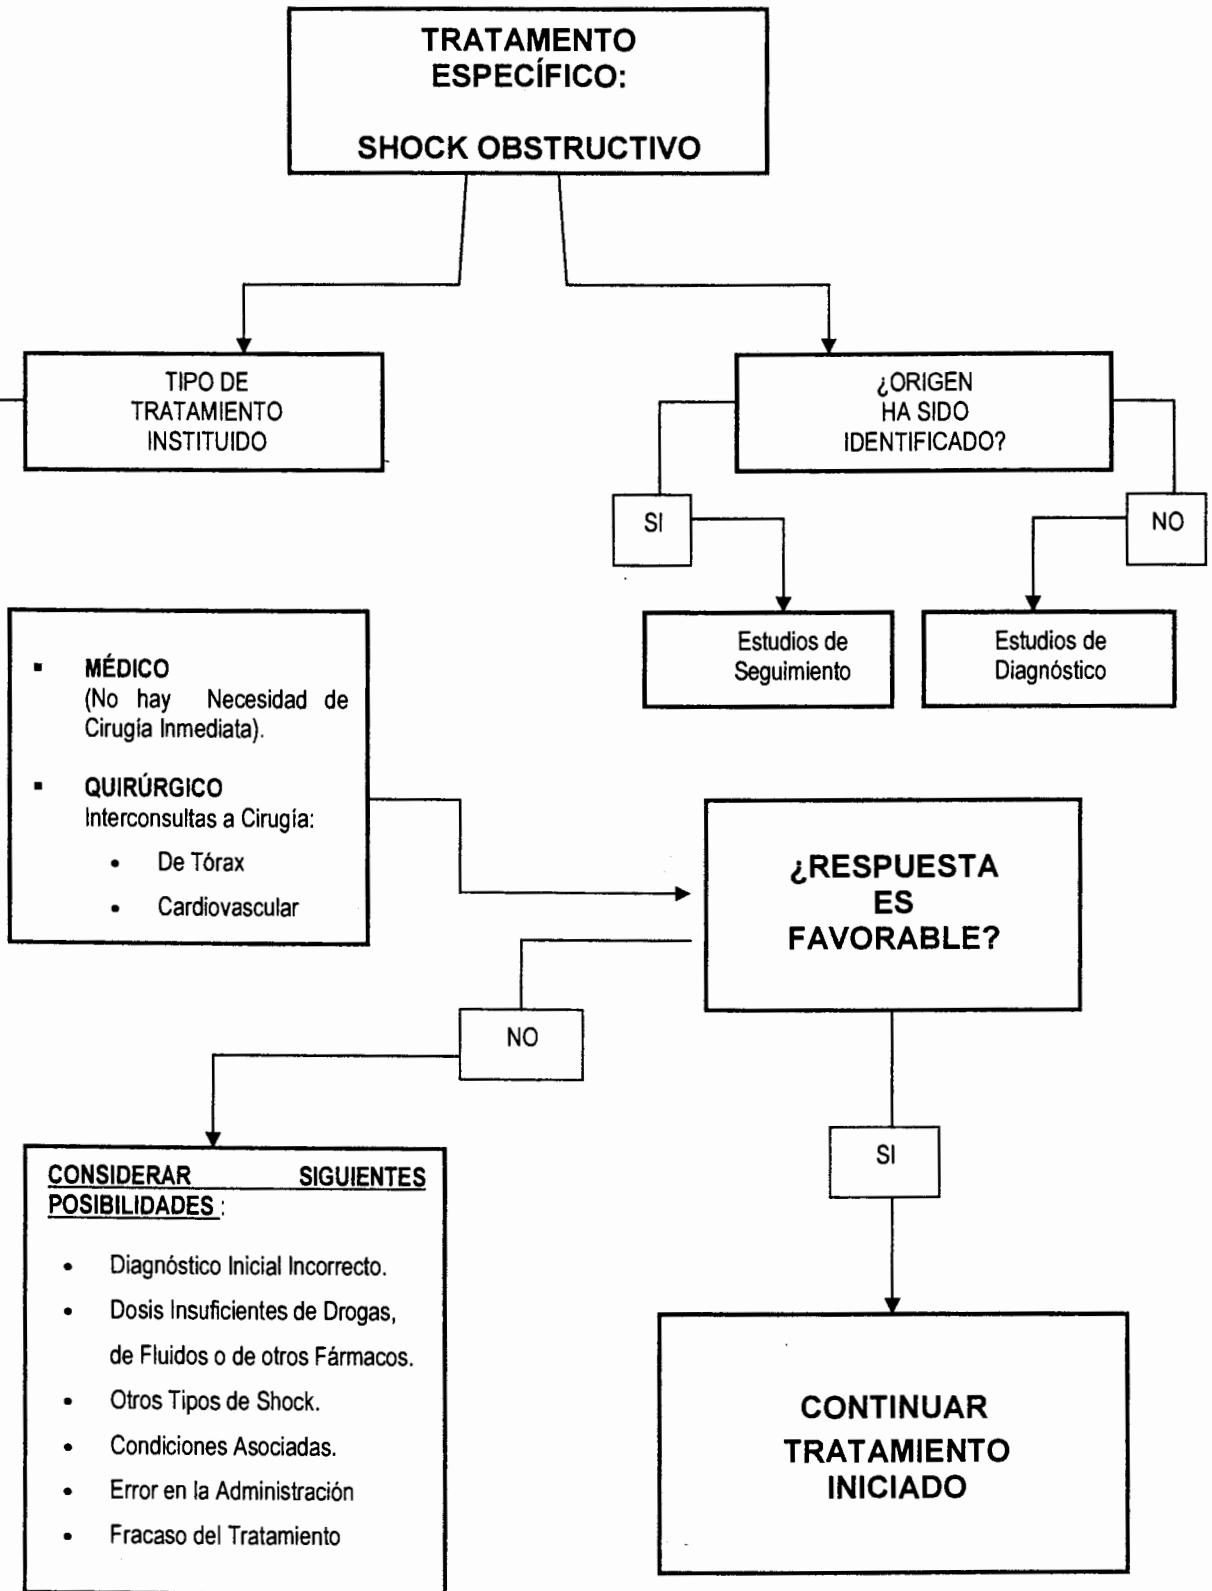 TRATAMENTO
ESPECÍFICO:
SHOCK OBSTRUCTIVO
TIPO DE
TRATAMIENTO
INSTITUIDO
¿ORIGEN
HA SIDO
IDENTIFICADO?
SI
NO
Estudios de
Seguimiento
Estudios de
Diagnóstico
▪ MÉDICO
(No hay Necesidad de
Cirugía Inmediata).
▪ QUIRÚRGICO
Interconsultas a Cirugía:
• De Tórax
• Cardiovascular
¿RESPUESTA
ES
FAVORABLE?
NO
SI
CONSIDERAR SIGUIENTES
POSIBILIDADES :
• Diagnóstico Inicial Incorrecto.
• Dosis Insuficientes de Drogas,
de Fluidos o de otros Fármacos.
• Otros Tipos de Shock.
• Condiciones Asociadas.
• Error en la Administración
• Fracaso del Tratamiento
CONTINUAR
TRATAMIENTO
INICIADO